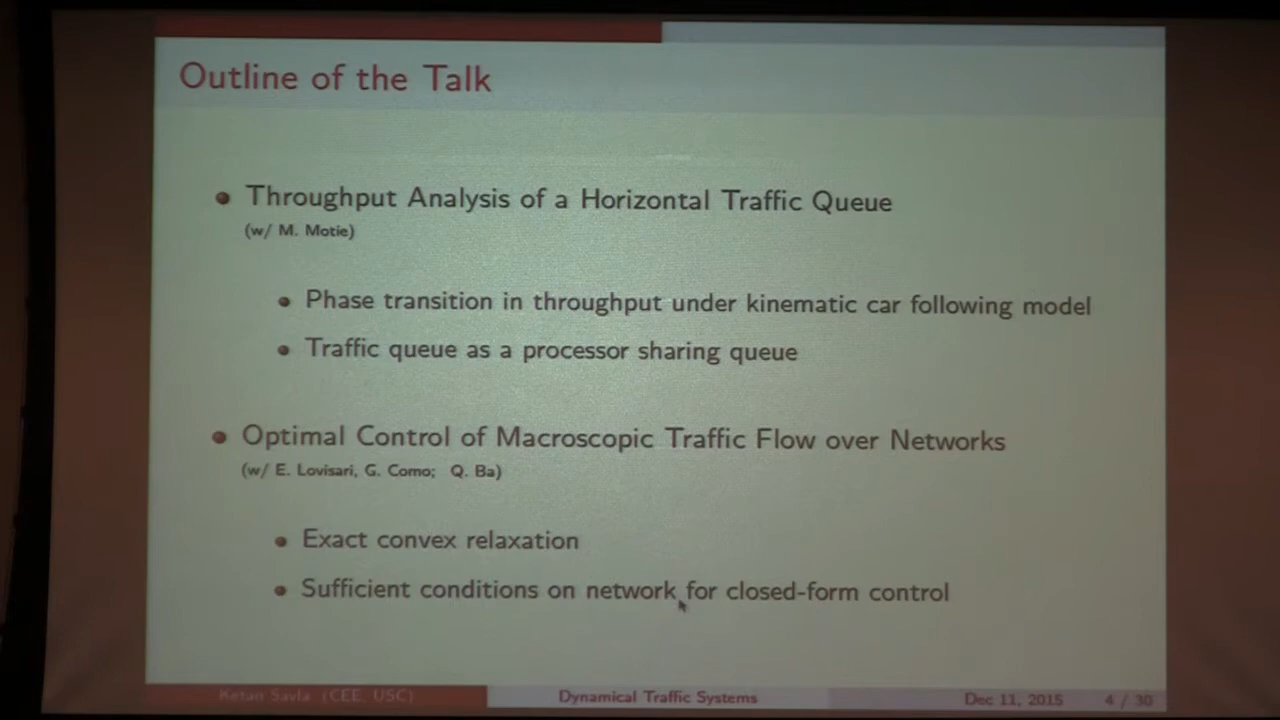 Outline of the Talk
Throughput Analysis of a Horizontal Traffic Queue
(w/ M. Motie)
Phase transition in throughput under kinematic car following model
Traffic queue as a processor sharing queue
Optimal Control of Macroscopic Traffic Flow over Networks
(w/ E. Lovisari, G. Como; Q. Ba)
Exact convex relaxation
Sufficient conditions on network for closed-form control
Ketan Savla (CEE, USC) Dynamical Traffic Systems Dec 11, 2015 4 / 30